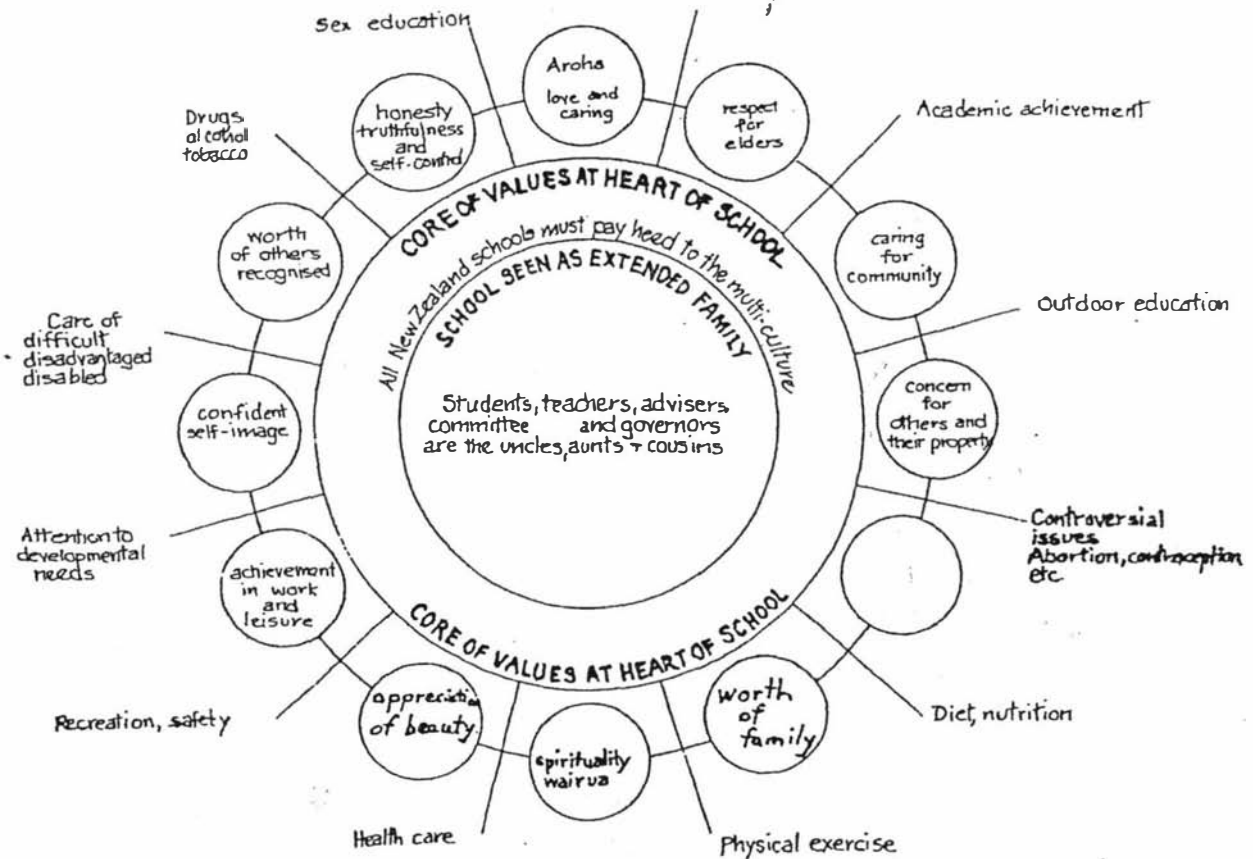 Sex education
Aroha
love and
caring
respect
for
elders
Academic achievement
caring
for
community
Outdoor education
concern
for
others and
their property
Controversial
issues
Abortion, contraception
etc
Diet, nutrition
worth
of
family
Physical exercise
spirituality
wairua
Health care
appreciation
of beauty
Recreation, safety
achievement
in work
and
leisure
Attention to
developmental
needs
confident
self-image
Care of
difficult
disadvantaged
disabled
worth
of others
recognised
Drugs
alcohol
tobacco
honesty
truthfulness
and
self-control
CORE OF VALUES AT HEART OF SCHOOL
All New Zealand schools must pay heed to the multi-culture
SCHOOL SEEN AS EXTENDED FAMILY
Students, teachers, advisers,
committee and governors
are the uncles, aunts + cousins
CORE OF VALUES AT HEART OF SCHOOL